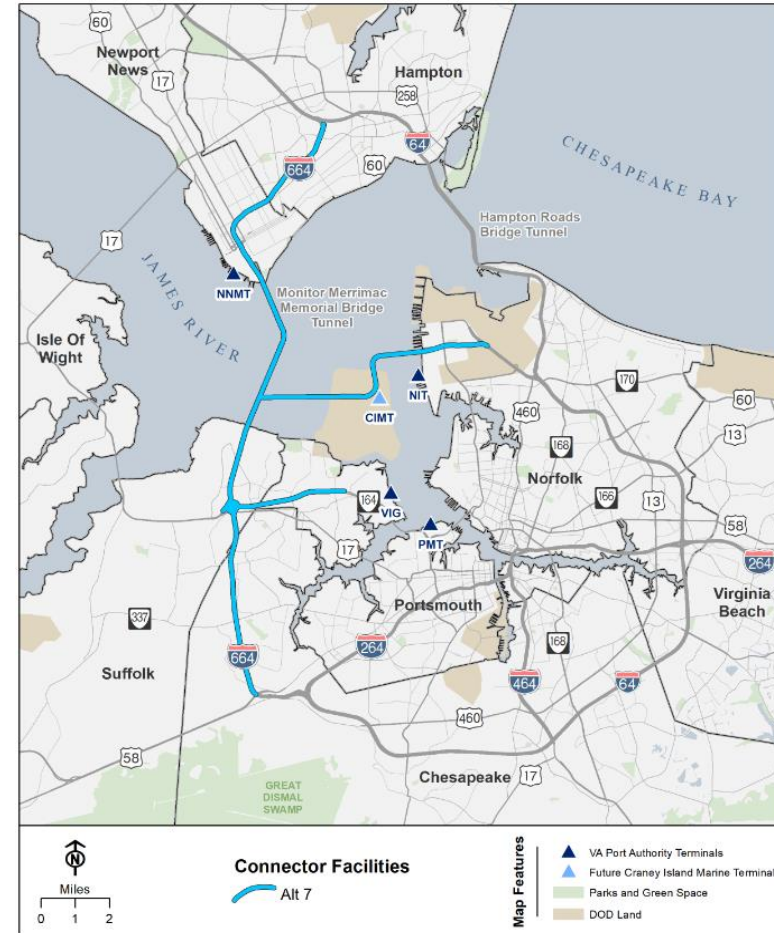 60
Newport
News
17
Hampton
258
64
664
60
CHESAPEAKE BAY
17
Hampton Roads
Bridge Tunnel
JAMES RIVER
NNMT
Monitor Merrimac
Memorial Bridge
Tunnel
Isle Of
Wight
NIT
170
CIMT
460
60
168
13
Norfolk
164
VIG
166
13
PMT
58
17
264
Portsmouth
Virginia
Beach
337
664
264
168
Suffolk
464
64
460
58
Chesapeake
17
GREAT
DISMAL
SWAMP
N
Miles
0 1 2
Connector Facilities
Alt 7
Map Features
VA Port Authority Terminals
Future Craney Island Marine Terminal
Parks and Green Space
DOD Land